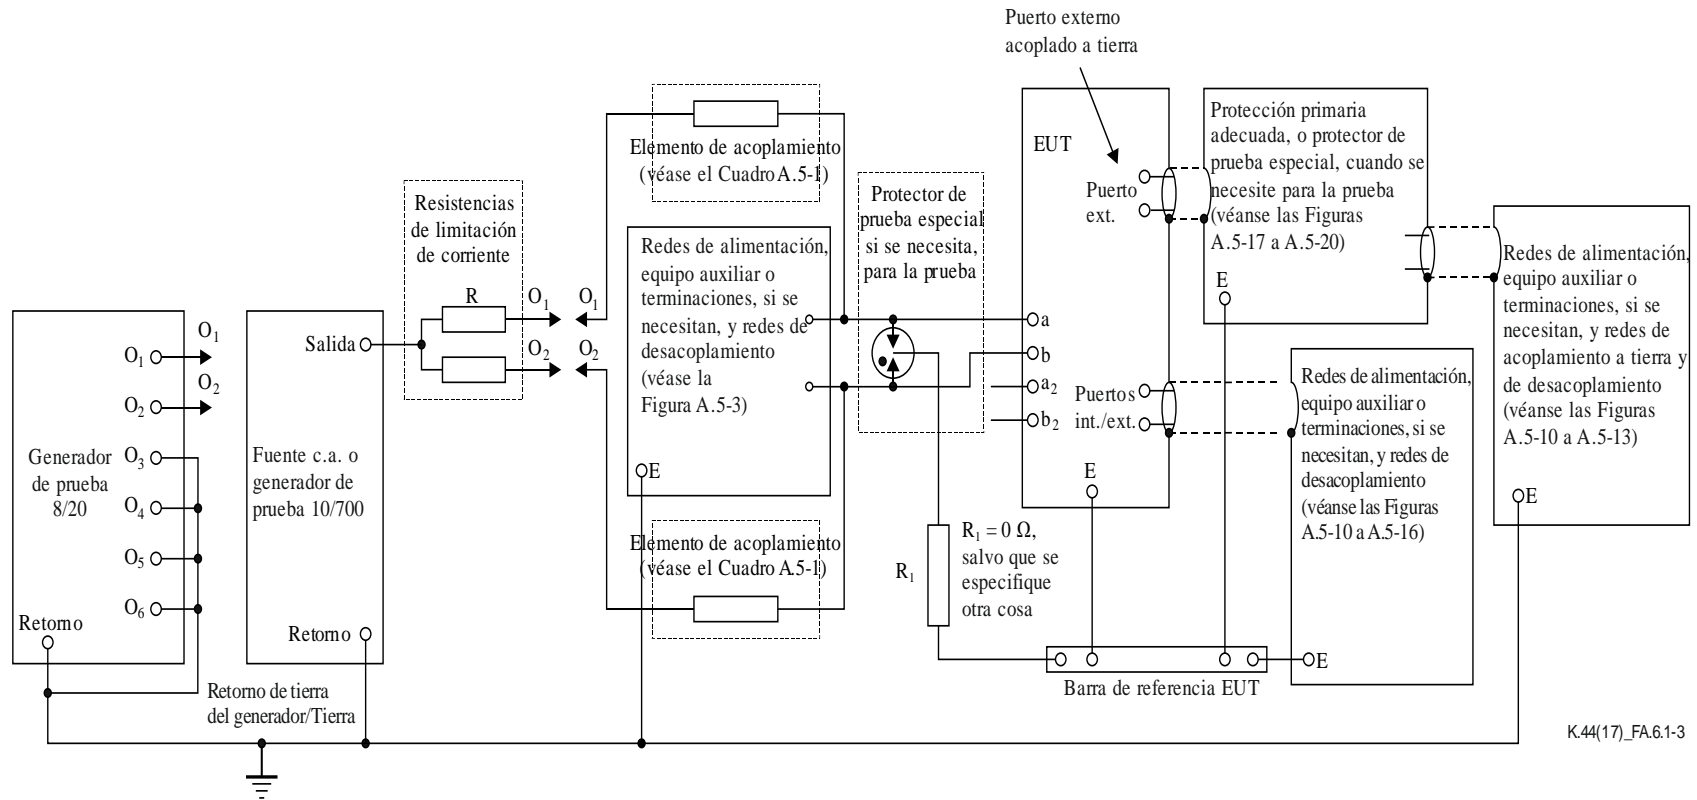 Puerto externo
acoplado a tierra
Elemento de acoplamiento
(véase el Cuadro A.5-1)
Resistencias
de limitación
de corriente
R
O1
O2
O1
O2
Redes de alimentación,
equipo auxiliar o
terminaciones, si se
necesitan, y redes de
desacoplamiento
(véase la
Figura A.5-3)
E
Elemento de acoplamiento
(véase el Cuadro A.5-1)
Protector de
prueba especial
si se necesita,
para la prueba
EUT
Puerto
ext.
a
b
a2
b2
Puertos
int./ext.
E
Protección primaria
adecuada, o protector de
prueba especial, cuando se
necesite para la prueba
(véanse las Figuras
A.5-17 a A.5-20)
E
Redes de alimentación,
equipo auxiliar o
terminaciones, si se
necesitan, y redes de
acoplamiento a tierra y
de desacoplamiento
(véanse las Figuras
A.5-10 a A.5-13)
E
Redes de alimentación,
equipo auxiliar o
terminaciones, si se
necesitan, y redes de
desacoplamiento
(véanse las Figuras
A.5-10 a A.5-16)
E
O1
O2
O1
O2
O3
O4
O5
O6
Generador
de prueba
8/20
Retorno
Salida
Fuente c.a. o
generador de
prueba 10/700
Retorno
R1
R1 = 0 Ω,
salvo que se
especifique
otra cosa
Barra de referencia EUT
Retorno de tierra
del generador/Tierra
K.44(17)_FA.6.1-3